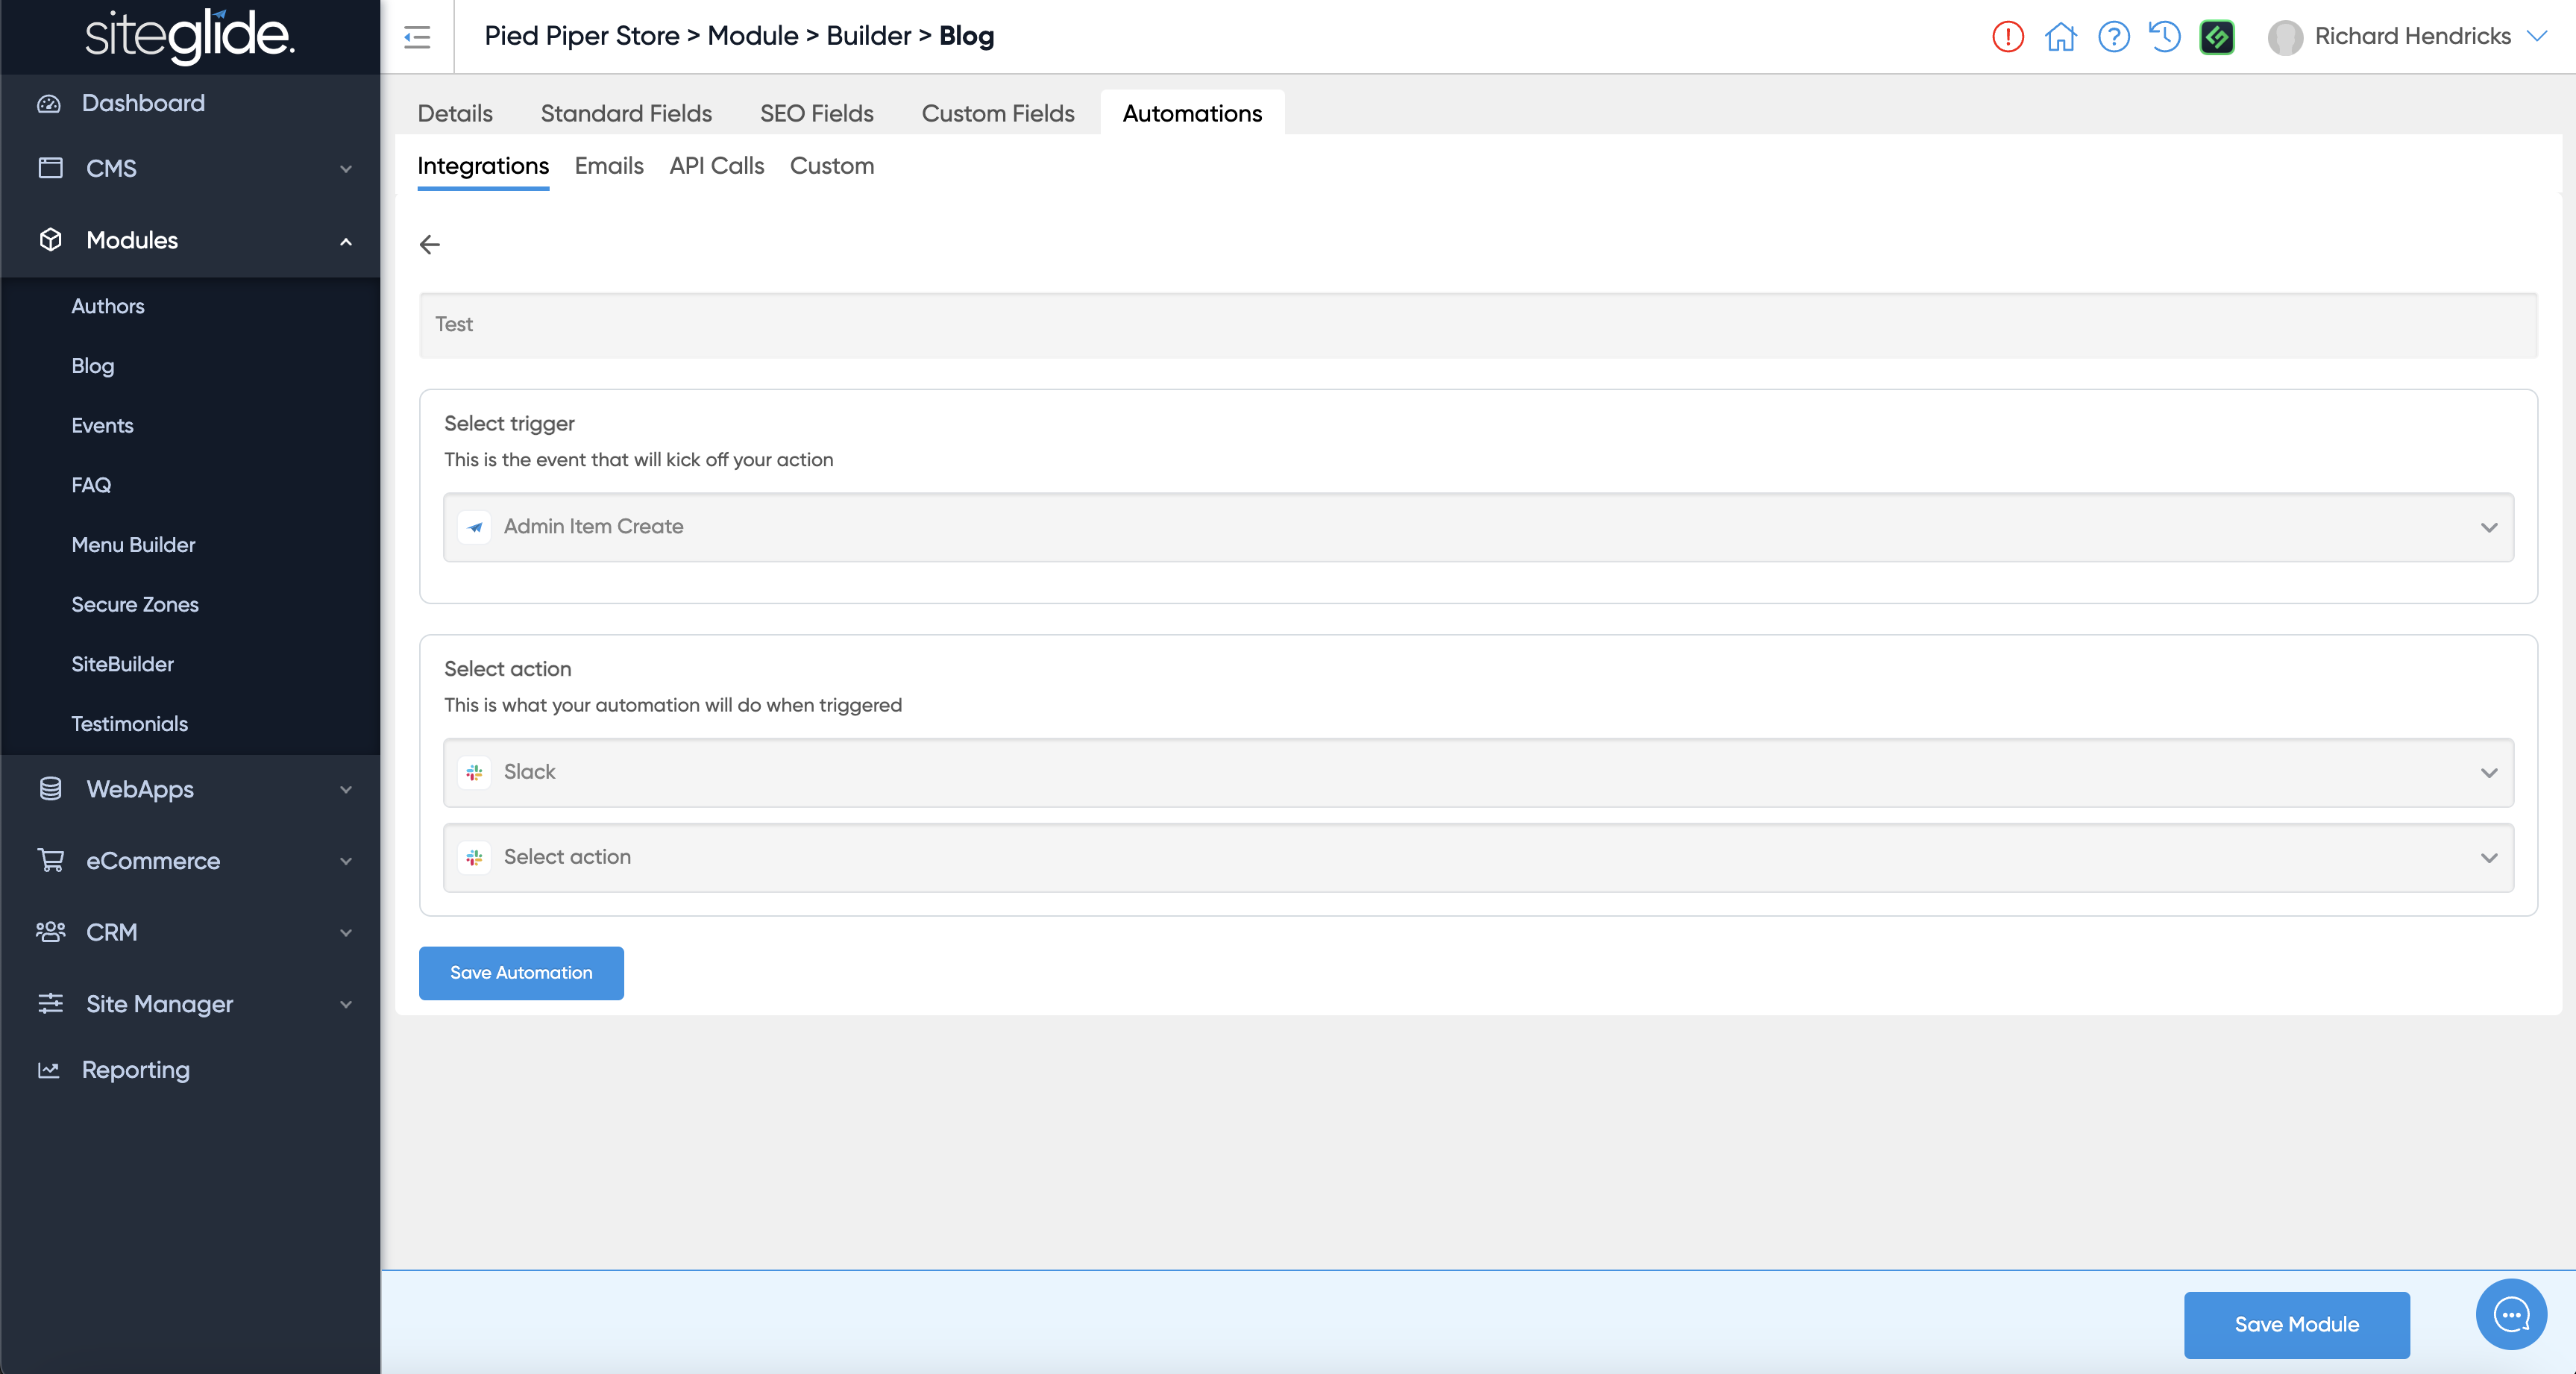 siteglide.
Pied Piper Store > Module > Builder > Blog
Richard Hendricks
Dashboard
CMS
Modules
Authors
Blog
Events
FAQ
Menu Builder
Secure Zones
SiteBuilder
Testimonials
WebApps
eCommerce
CRM
Site Manager
Reporting
Details Standard Fields SEO Fields Custom Fields Automations
Integrations Emails API Calls Custom
Test
Select trigger
This is the event that will kick off your action
Admin Item Create
Select action
This is what your automation will do when triggered
Slack
Select action
Save Automation
Save Module